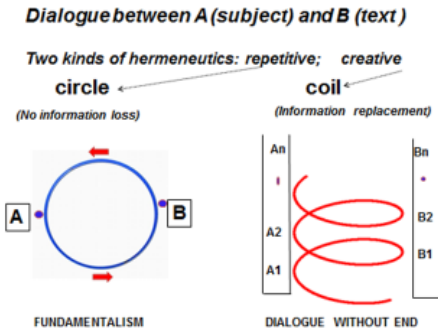 Dialogue between A (subject) and B (text )
Two kinds of hermeneutics: repetitive; creative
circle
coil
(No information loss)
(Information replacement)
A
B
An
Bn
A2
B2
A1
B1
FUNDAMENTALISM
DIALOGUE WITHOUT END